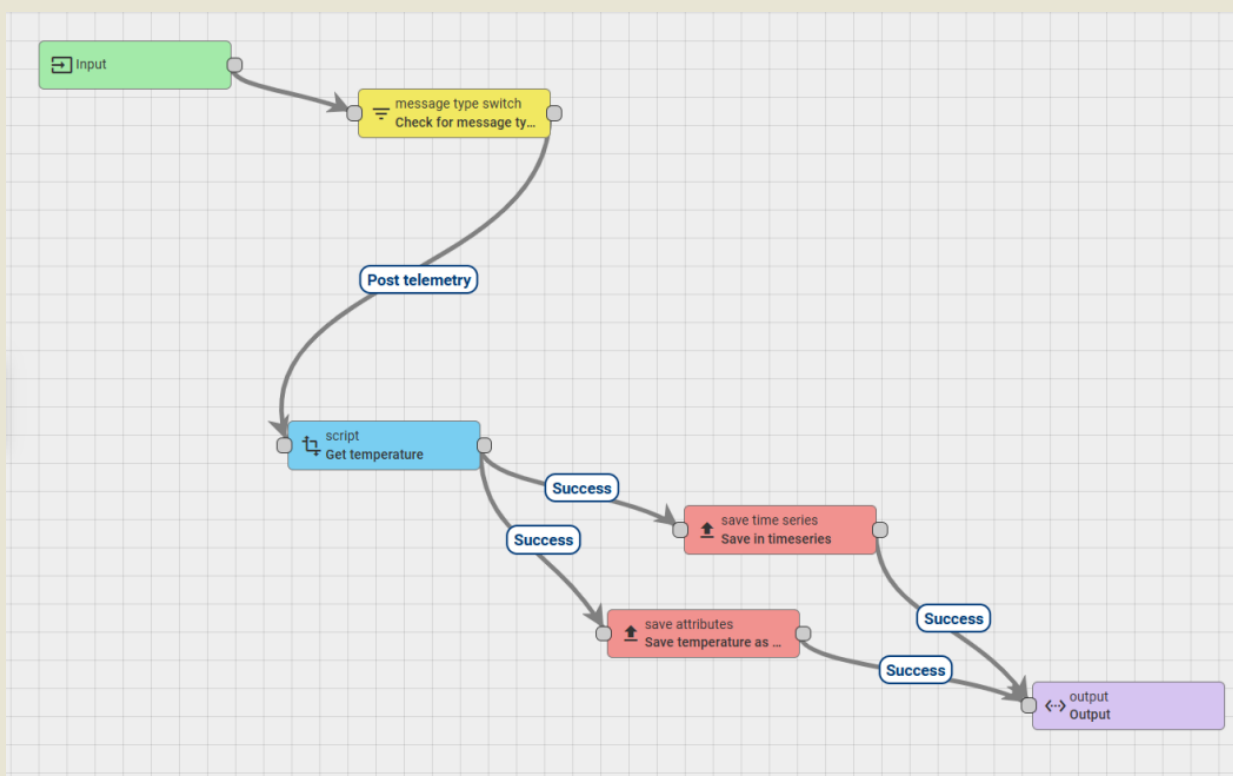 Input
message type switch
Check for message ty...
Post telemetry
script
Get temperature
Success
save time series
Save in timeseries
Success
save attributes
Save temperature as ...
Success
Success
output
Output